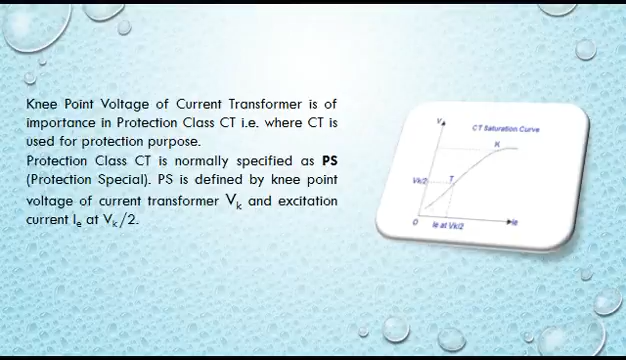 Knee Point Voltage of Current Transformer is of
importance in Protection Class CT i.e. where CT is
used for protection purpose.
Protection Class CT is normally specified as PS
(Protection Special). PS is defined by knee point
voltage of current transformer Vₖ and excitation
current Iₑ at Vₖ/2.
CT Saturation Curve
V
K
Vk/2
T
O
Ie at Vk/2
Ie